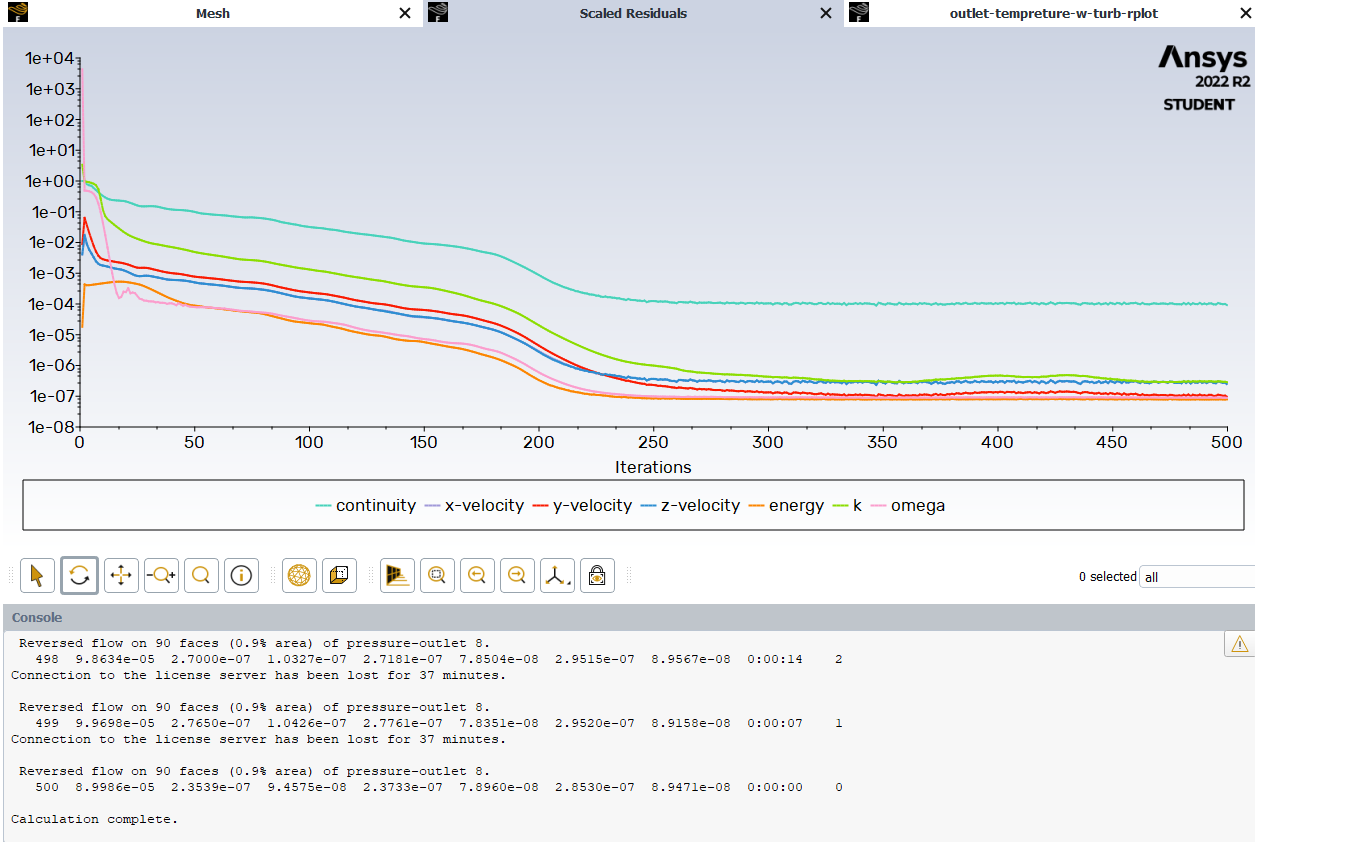 Mesh
Scaled Residuals
outlet-tempreture-w-turb-rplot
Ansys
2022 R2
STUDENT
1e+04
1e+03
1e+02
1e+01
1e+00
1e-01
1e-02
1e-03
1e-04
1e-05
1e-06
1e-07
1e-08
0 50 100 150 200 250 300 350 400 450 500
Iterations
continuity x-velocity y-velocity z-velocity energy k omega
0 selected all
Console
Reversed flow on 90 faces (0.9% area) of pressure-outlet 8.
498 9.8634e-05 2.7000e-07 1.0327e-07 2.7181e-07 7.8504e-08 2.9515e-07 8.9567e-08 0:00:14 2
Connection to the license server has been lost for 37 minutes.
Reversed flow on 90 faces (0.9% area) of pressure-outlet 8.
499 9.9698e-05 2.7650e-07 1.0426e-07 2.7761e-07 7.8351e-08 2.9520e-07 8.9158e-08 0:00:07 1
Connection to the license server has been lost for 37 minutes.
Reversed flow on 90 faces (0.9% area) of pressure-outlet 8.
500 8.9986e-05 2.3539e-07 9.4575e-08 2.3733e-07 7.8960e-08 2.8530e-07 8.9471e-08 0:00:00 0
Calculation complete.